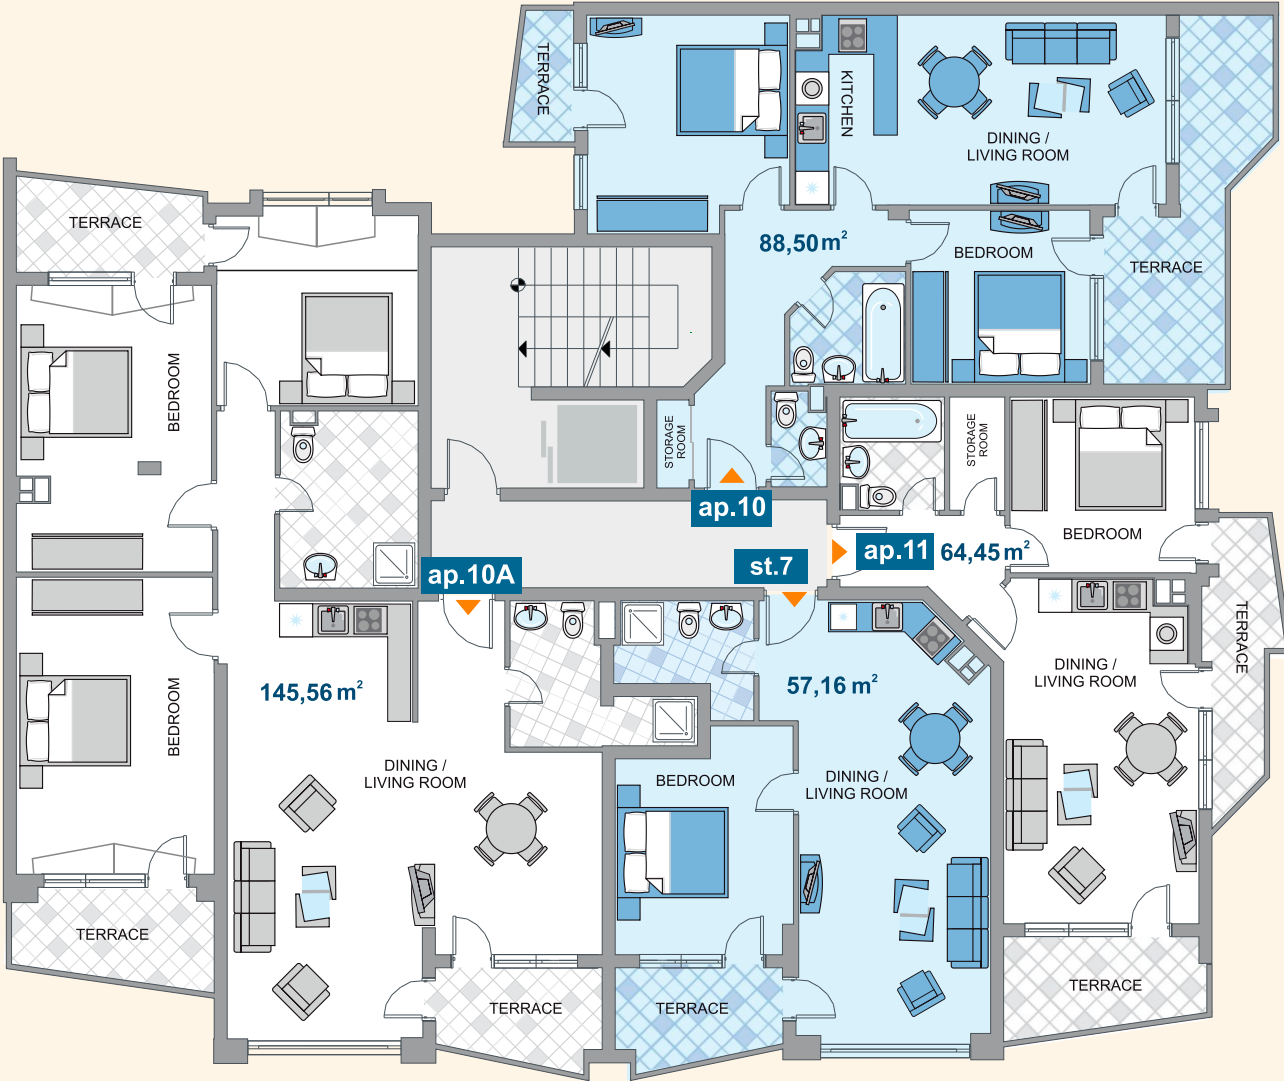 TERRACE
KITCHEN
DINING /
LIVING ROOM
TERRACE
88,50 m²
BEDROOM
TERRACE
BEDROOM
STORAGE
ROOM
STORAGE
ROOM
ap.10
BEDROOM
ap.11
64,45 m²
st.7
ap.10A
TERRACE
DINING /
LIVING ROOM
145,56 m²
57,16 m²
BEDROOM
DINING /
LIVING ROOM
BEDROOM
DINING /
LIVING ROOM
TERRACE
TERRACE
TERRACE
TERRACE